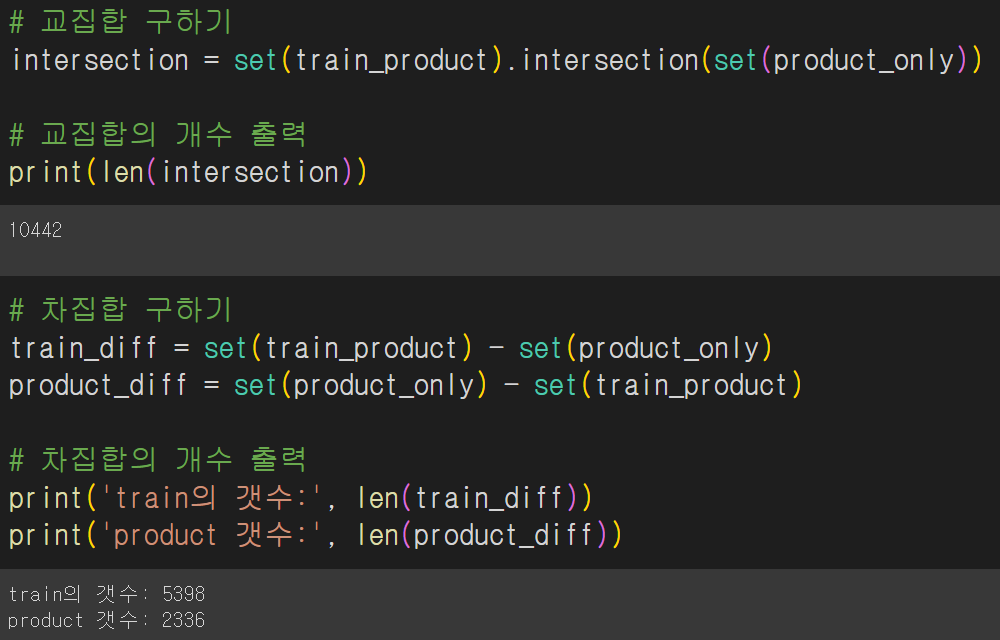 # 교집합 구하기
intersection = set(train_product).intersection(set(product_only))
# 교집합의 개수 출력
print(len(intersection))
10442
# 차집합 구하기
train_diff = set(train_product) - set(product_only)
product_diff = set(product_only) - set(train_product)
# 차집합의 개수 출력
print('train의 갯수:', len(train_diff))
print('product 갯수:', len(product_diff))
train의 갯수: 5398
product 갯수: 2336